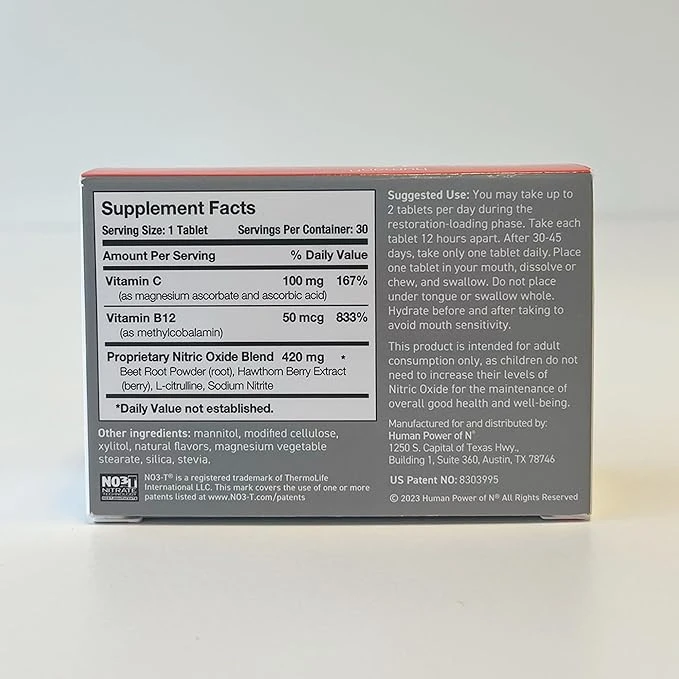 Supplement Facts
Serving Size: 1 Tablet Servings Per Container: 30
Amount Per Serving % Daily Value
Vitamin C 100 mg 167%
(as magnesium ascorbate and ascorbic acid)
Vitamin B12 50 mcg 833%
(as methylcobalamin)
Proprietary Nitric Oxide Blend 420 mg *
Beet Root Powder (root), Hawthorn Berry Extract
(berry), L-citrulline, Sodium Nitrite
*Daily Value not established.
Other ingredients: mannitol, modified cellulose,
xylitol, natural flavors, magnesium vegetable
stearate, silica, stevia.
NO3-T
NITRATE
NO3-T® is a registered trademark of ThermoLife
International LLC. This mark covers the use of one or more
patents listed at www.NO3-T.com/patents
Suggested Use: You may take up to
2 tablets per day during the
restoration-loading phase. Take each
tablet 12 hours apart. After 30-45
days, take only one tablet daily. Place
one tablet in your mouth, dissolve or
chew, and swallow. Do not place
under tongue or swallow whole.
Hydrate before and after taking to
avoid mouth sensitivity.
This product is intended for adult
consumption only, as children do not
need to increase their levels of
Nitric Oxide for the maintenance of
overall good health and well-being.
Manufactured for and distributed by:
Human Power of N®
1250 S. Capital of Texas Hwy.,
Building 1, Suite 360, Austin, TX 78746
US Patent NO: 8303995
© 2023 Human Power of N® All Rights Reserved